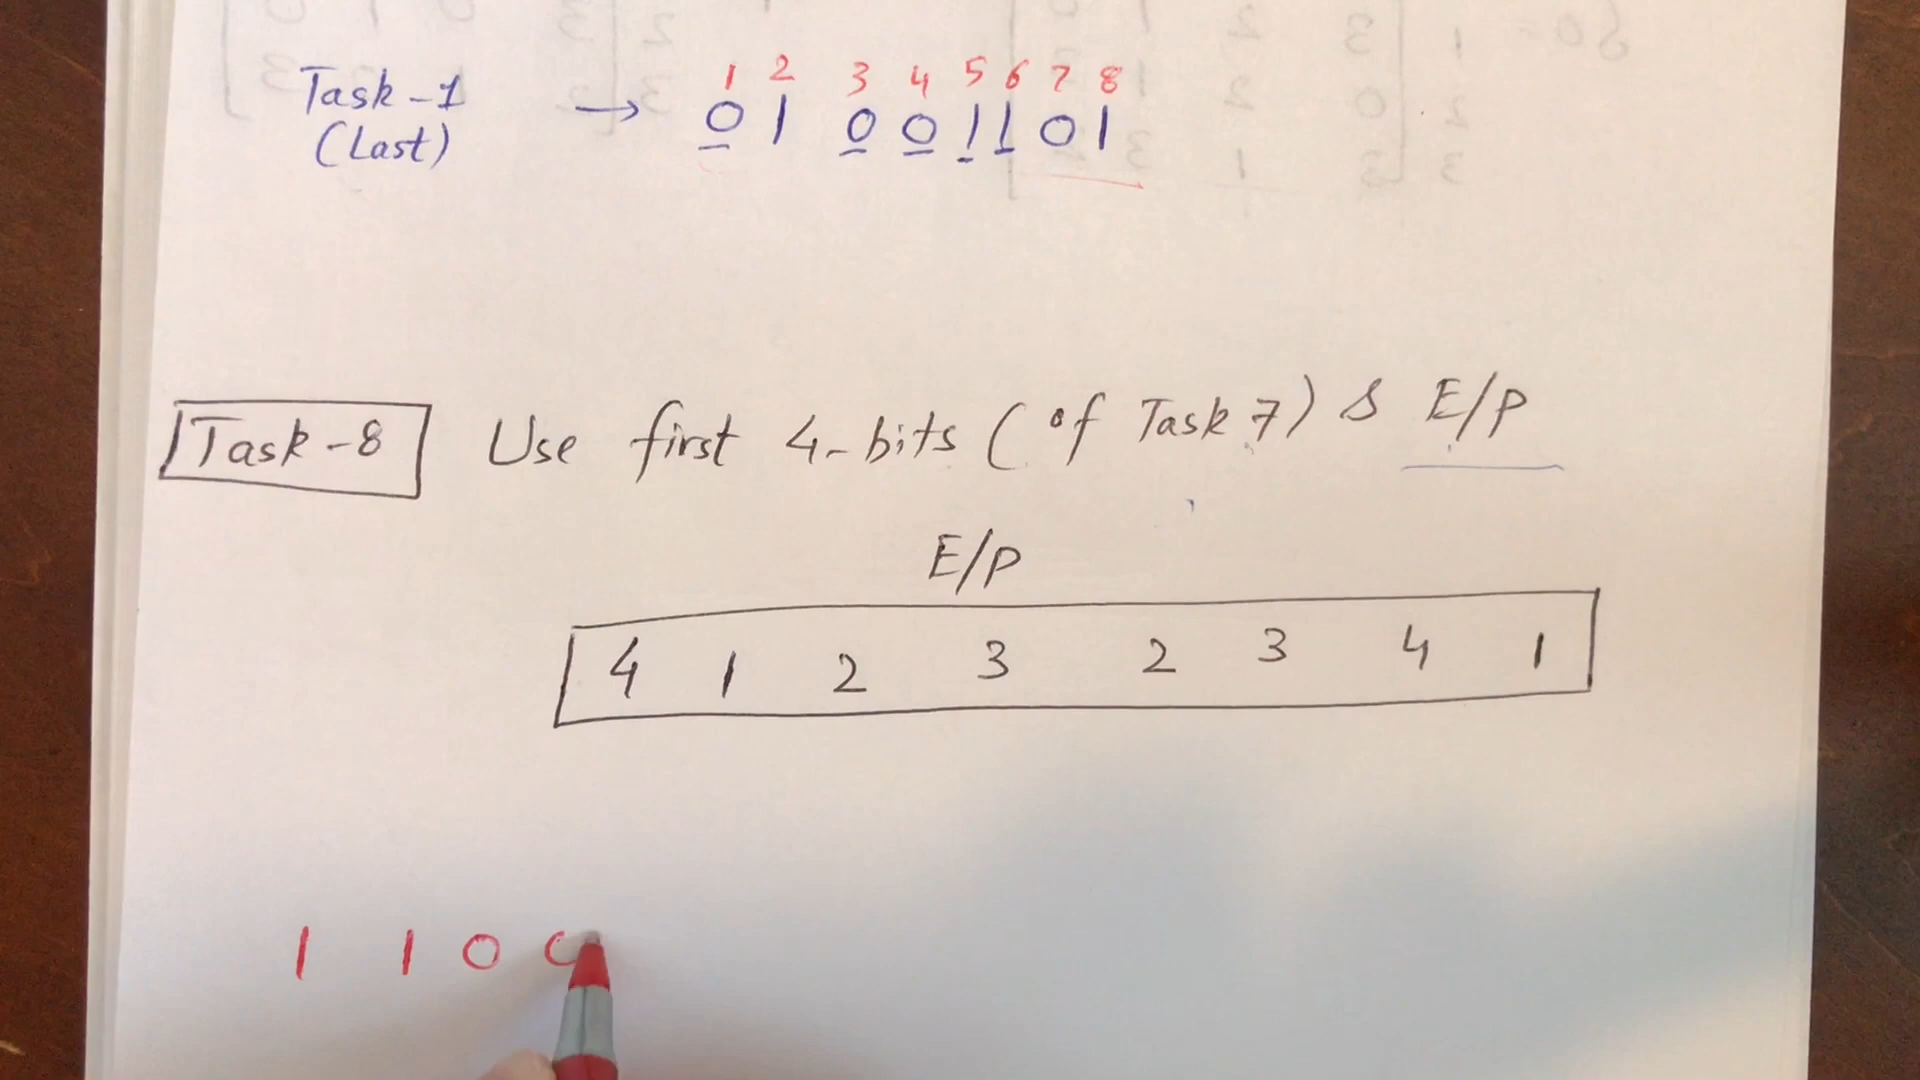 1 2 3 4 5 6 7 8
Task-1 → 0 1 0 0 1 1 0 1
(Last)
Task-8 Use first 4-bits (of Task 7) & E/P
E/P
4 1 2 3 2 3 4 1
1 1 0